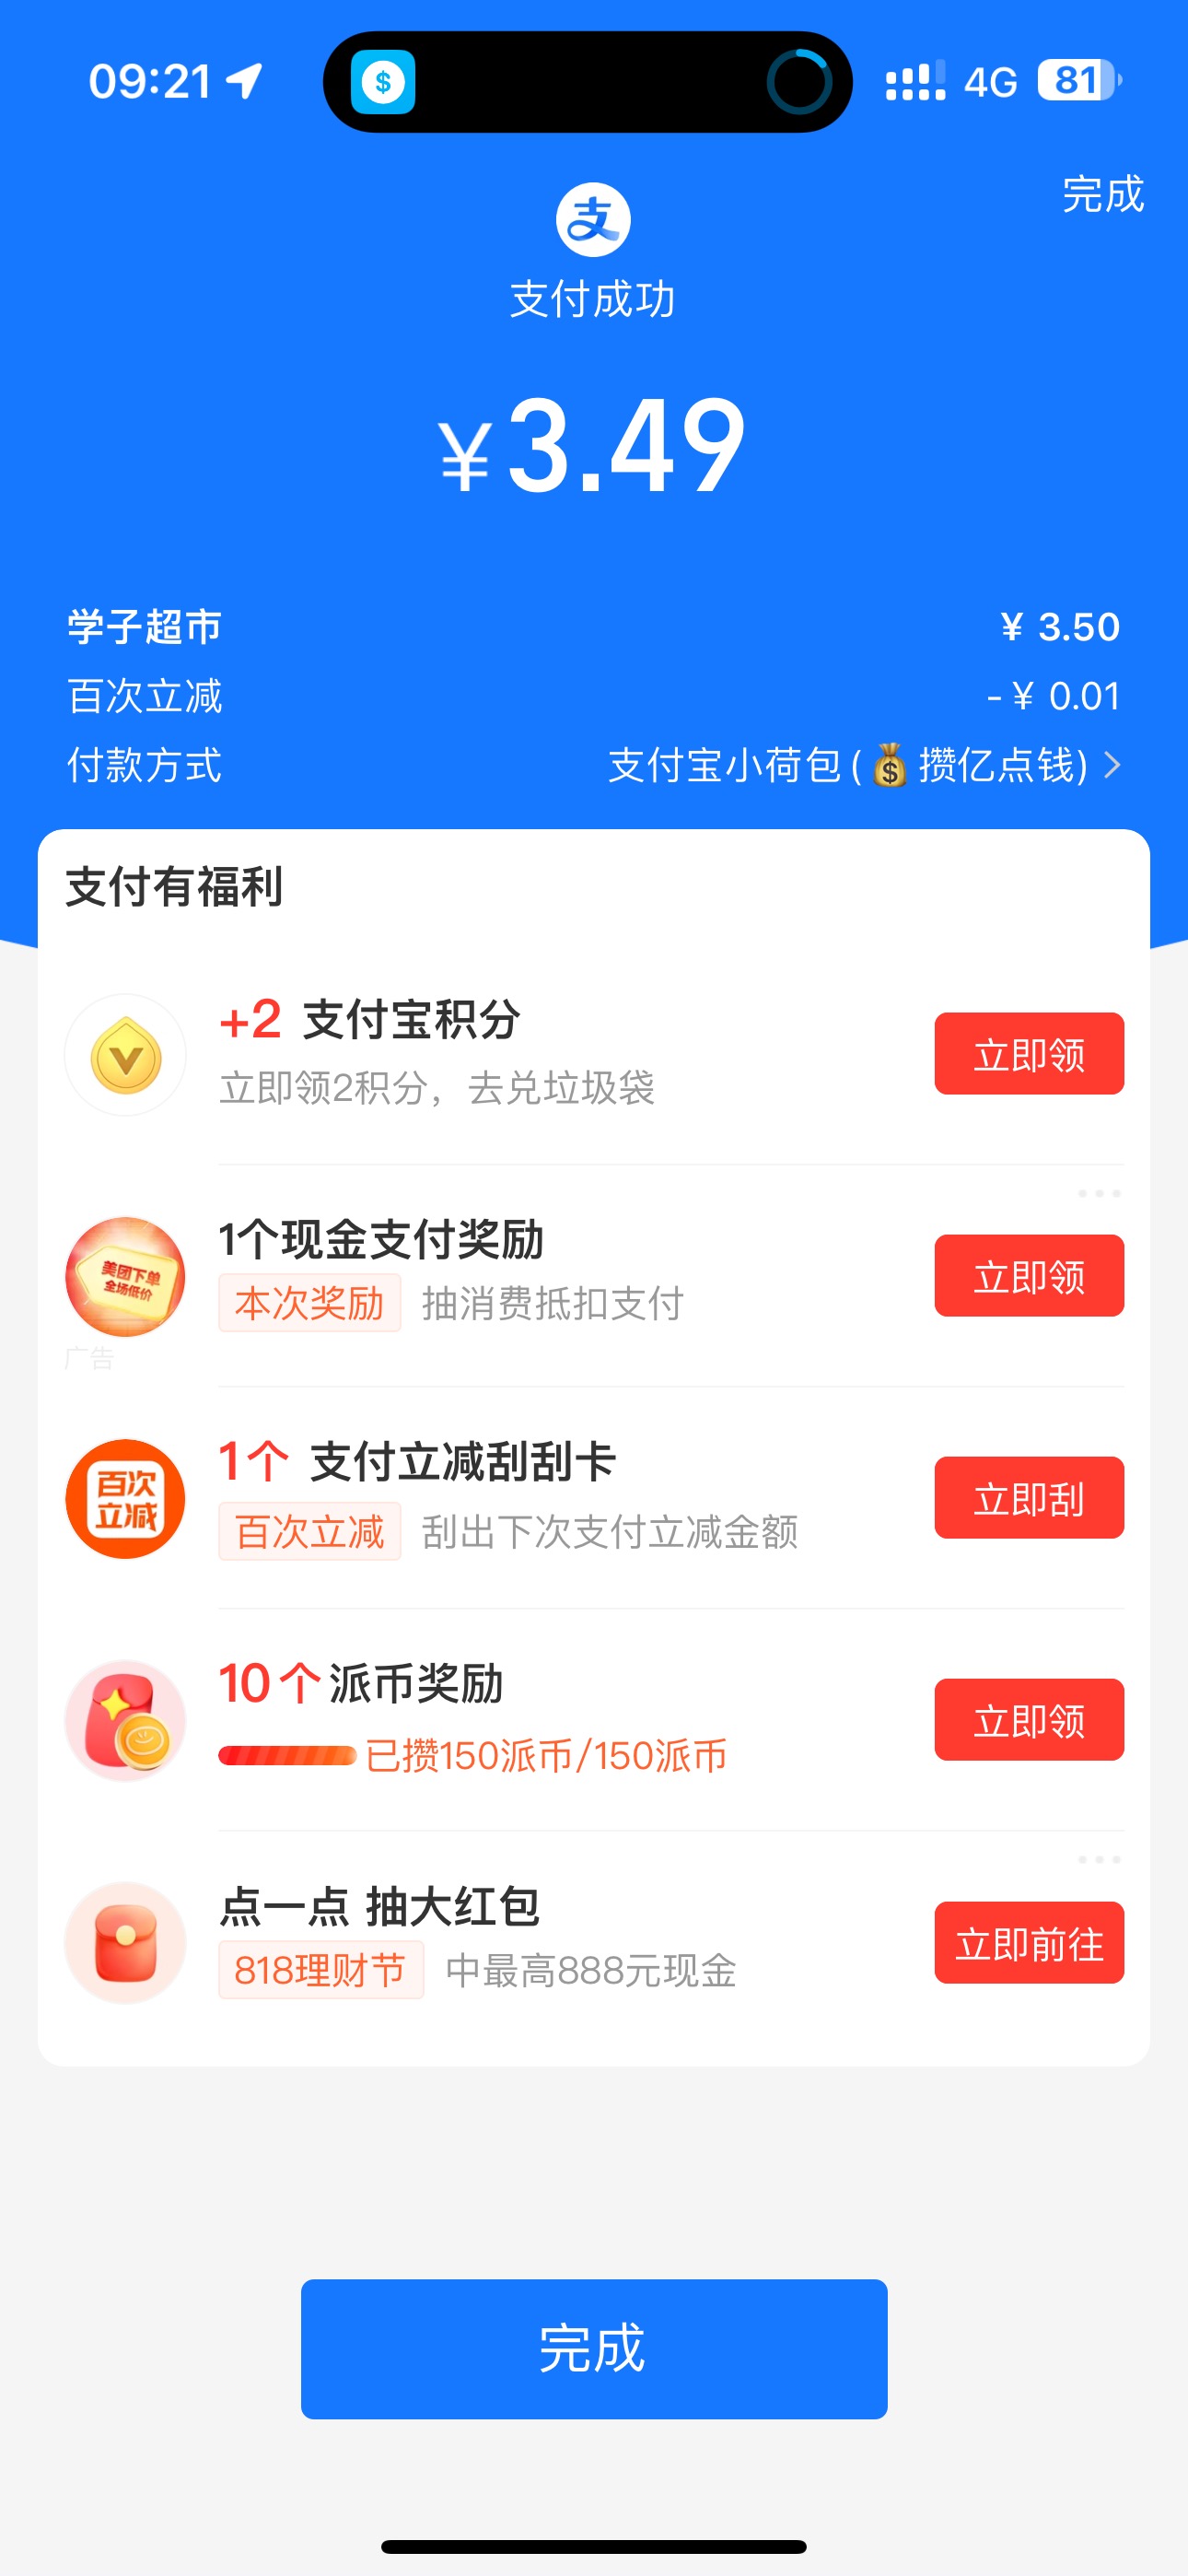 09:21
4G 81
完成
支
支付成功
¥3.49
学子超市 ¥ 3.50
百次立减 -¥ 0.01
付款方式 支付宝小荷包(💰攒亿点钱) >
支付有福利
+2 支付宝积分
立即领2积分，去兑垃圾袋
立即领
1个现金支付奖励
本次奖励 抽消费抵扣支付
立即领
美团下单
全场低价
广告
1个 支付立减刮刮卡
百次立减 刮出下次支付立减金额
立即刮
百次
立减
10个派币奖励
已攒150派币/150派币
立即领
点一点 抽大红包
818理财节 中最高888元现金
立即前往
完成